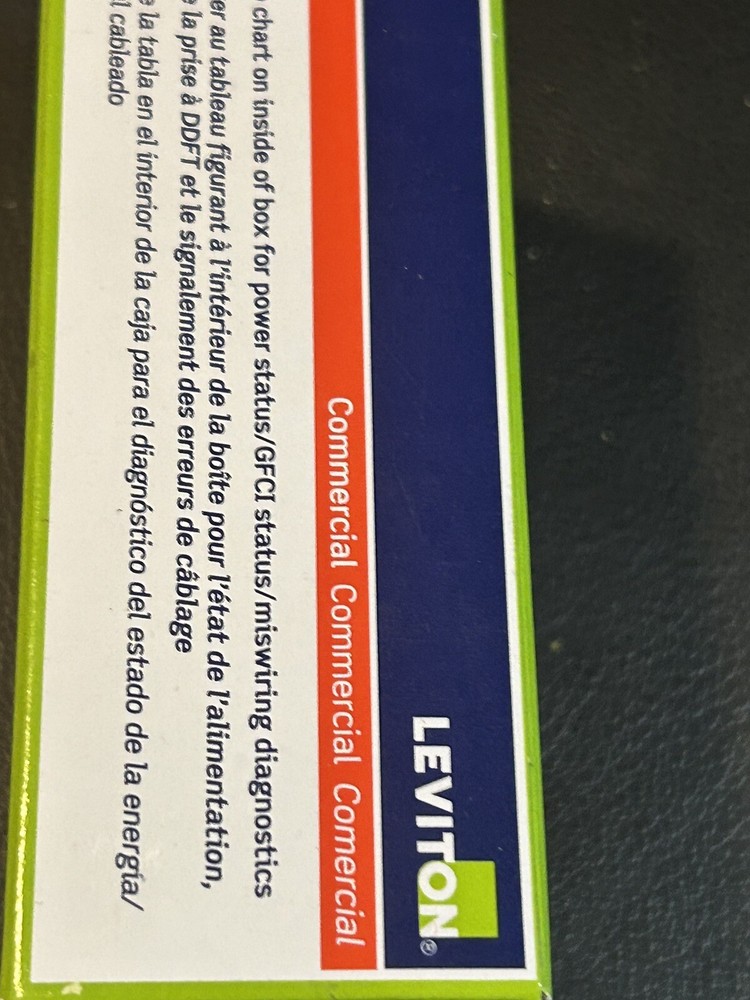 LEVITON®
Commercial Commercial Comercial
chart on inside of box for power status/GFCI status/miswiring diagnostics
er au tableau figurant à l'intérieur de la boîte pour l'état de l'alimentation,
la prise à DDFT et le signalement des erreurs de câblage
la tabla en el interior de la caja para el diagnóstico del estado de la energía/
l cableado